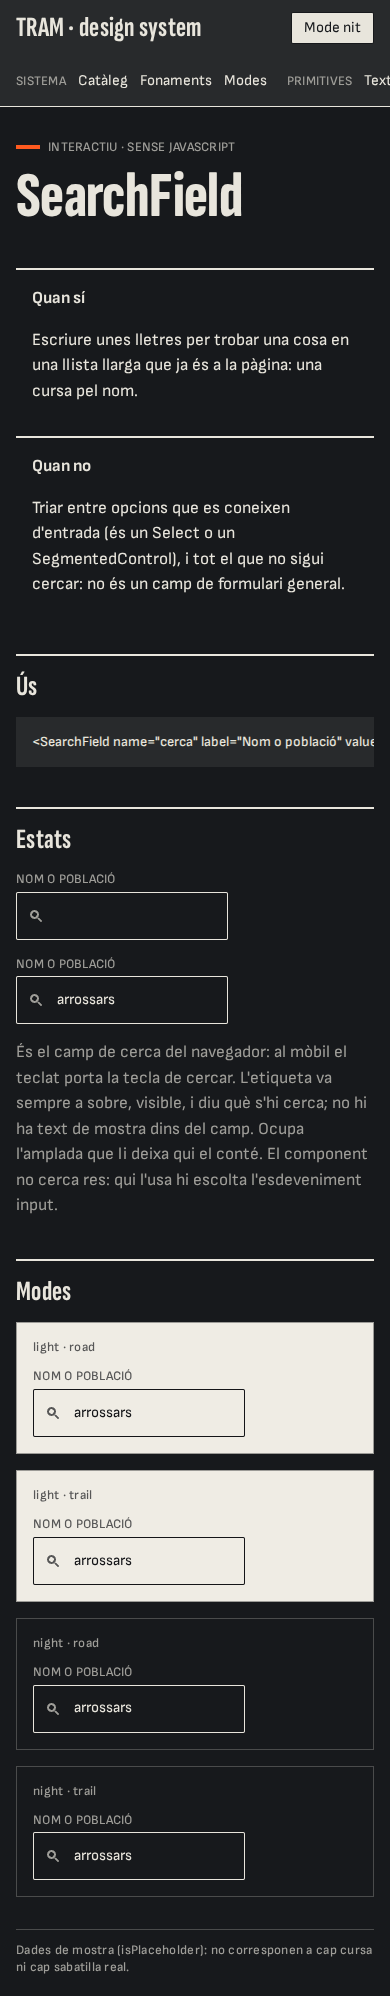 TRAM · design system
Mode nit
SISTEMA Catàleg Fonaments Modes PRIMITIVES Text
INTERACTIU · SENSE JAVASCRIPT
SearchField
Quan sí
Escriure unes lletres per trobar una cosa en
una llista llarga que ja és a la pàgina: una
cursa pel nom.
Quan no
Triar entre opcions que es coneixen
d'entrada (és un Select o un
SegmentedControl), i tot el que no sigui
cercar: no és un camp de formulari general.
Ús
<SearchField name="cerca" label="Nom o població" value
Estats
NOM O POBLACIÓ
NOM O POBLACIÓ
arrossars
És el camp de cerca del navegador: al mòbil el
teclat porta la tecla de cercar. L'etiqueta va
sempre a sobre, visible, i diu què s'hi cerca; no hi
ha text de mostra dins del camp. Ocupa
l'amplada que li deixa qui el conté. El component
no cerca res: qui l'usa hi escolta l'esdeveniment
input.
Modes
light · road
NOM O POBLACIÓ
arrossars
light · trail
NOM O POBLACIÓ
arrossars
night · road
NOM O POBLACIÓ
arrossars
night · trail
NOM O POBLACIÓ
arrossars
Dades de mostra (isPlaceholder): no corresponen a cap cursa
ni cap sabatilla real.